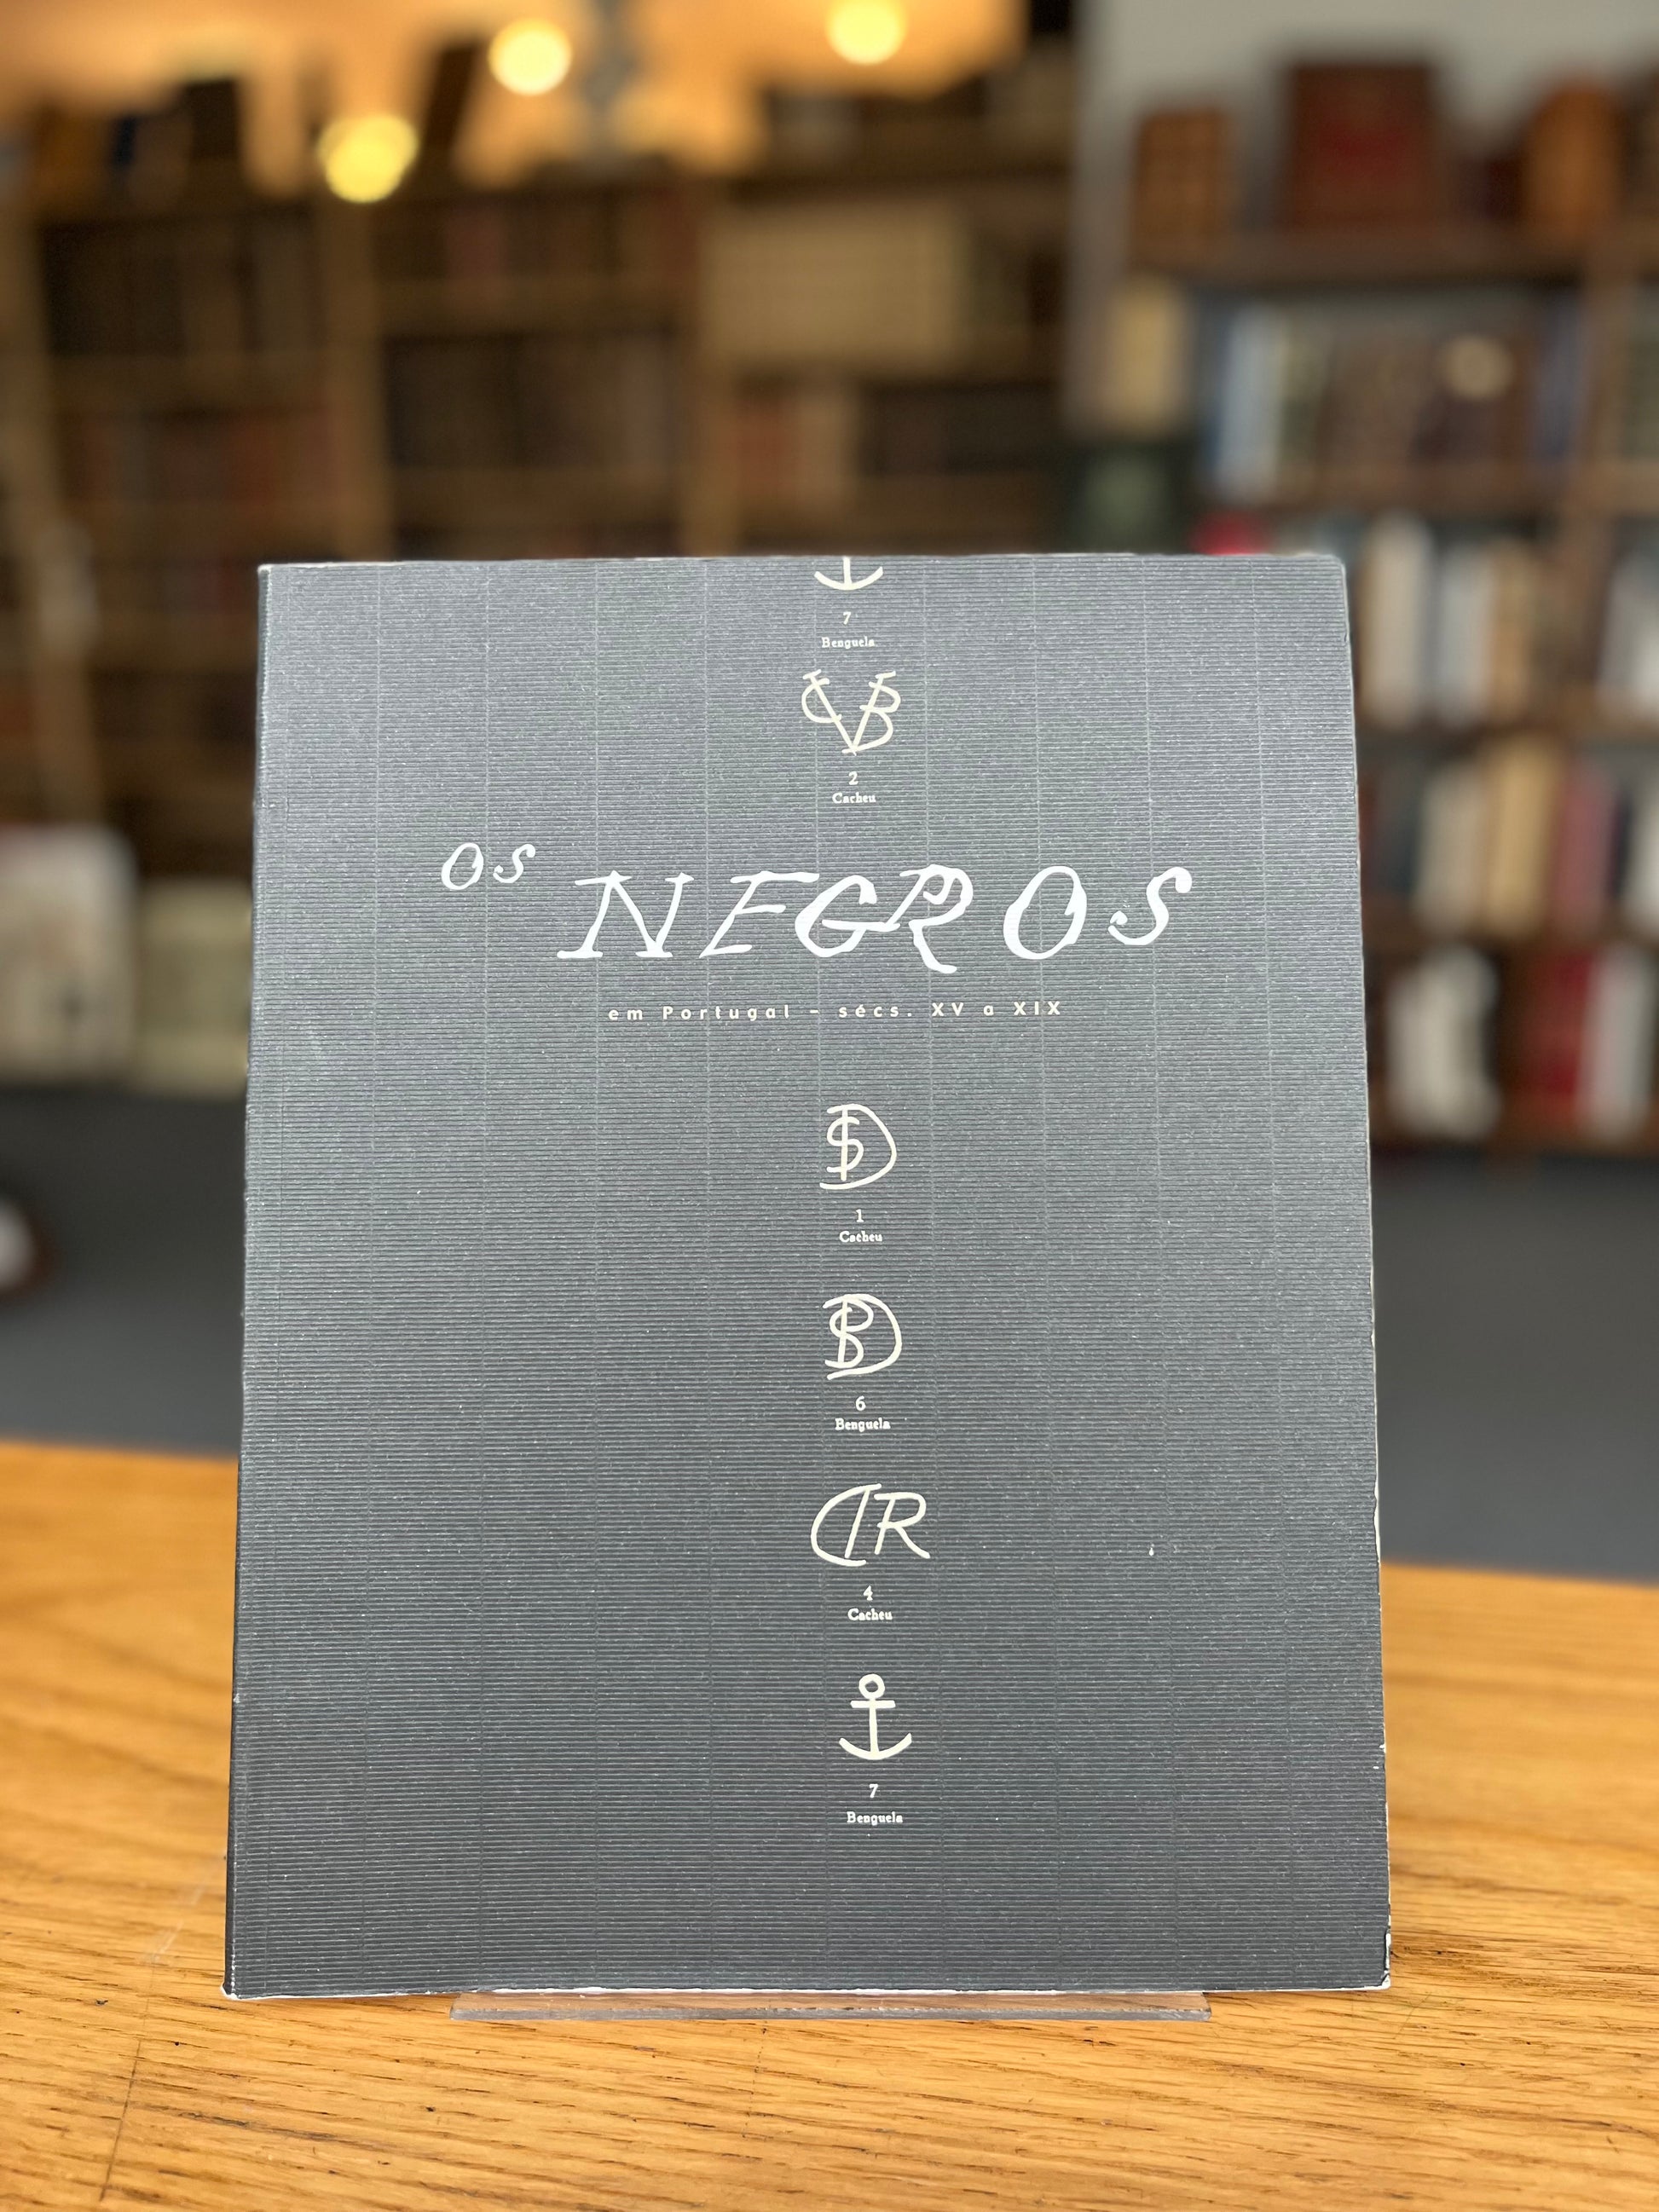 7
Benguela
VB
2
Cacheu
OS NEGROS
em Portugal - sécs. XV a XIX
1
Cacheu
6
Benguela
4
Cacheu
7
Benguela